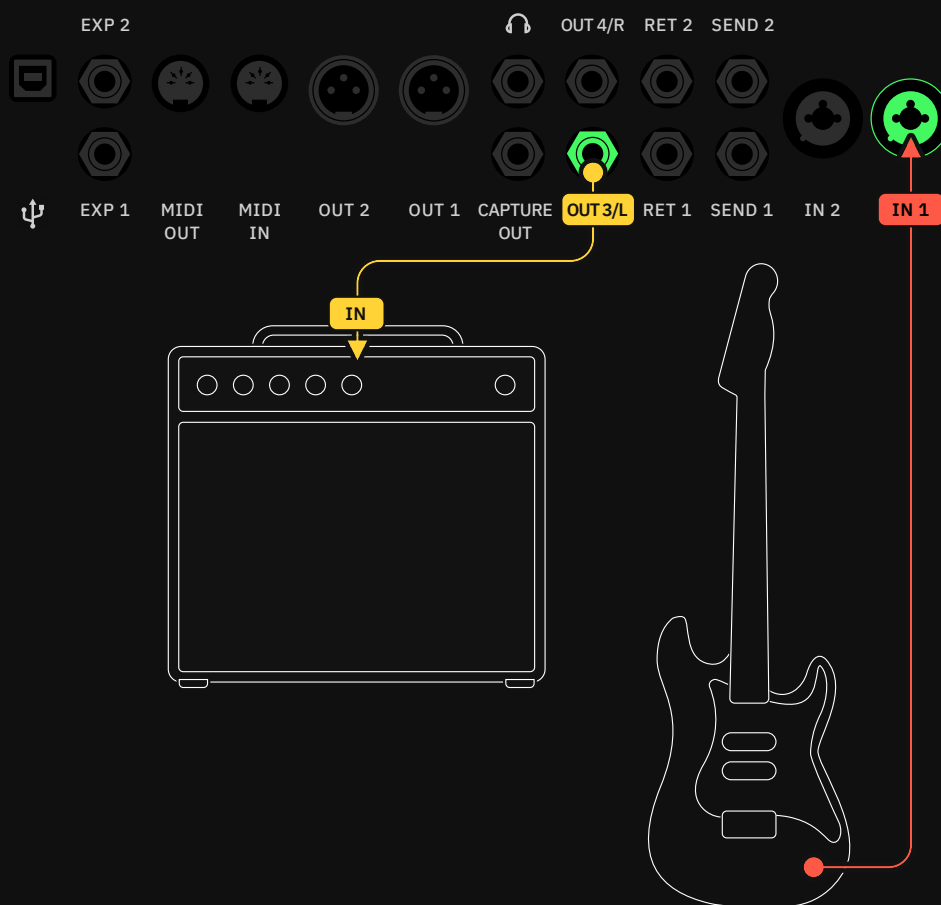 EXP 2
OUT 4/R
RET 2
SEND 2
EXP 1
MIDI
OUT
MIDI
IN
OUT 2
OUT 1
CAPTURE
OUT
OUT 3/L
RET 1
SEND 1
IN 2
IN 1
IN